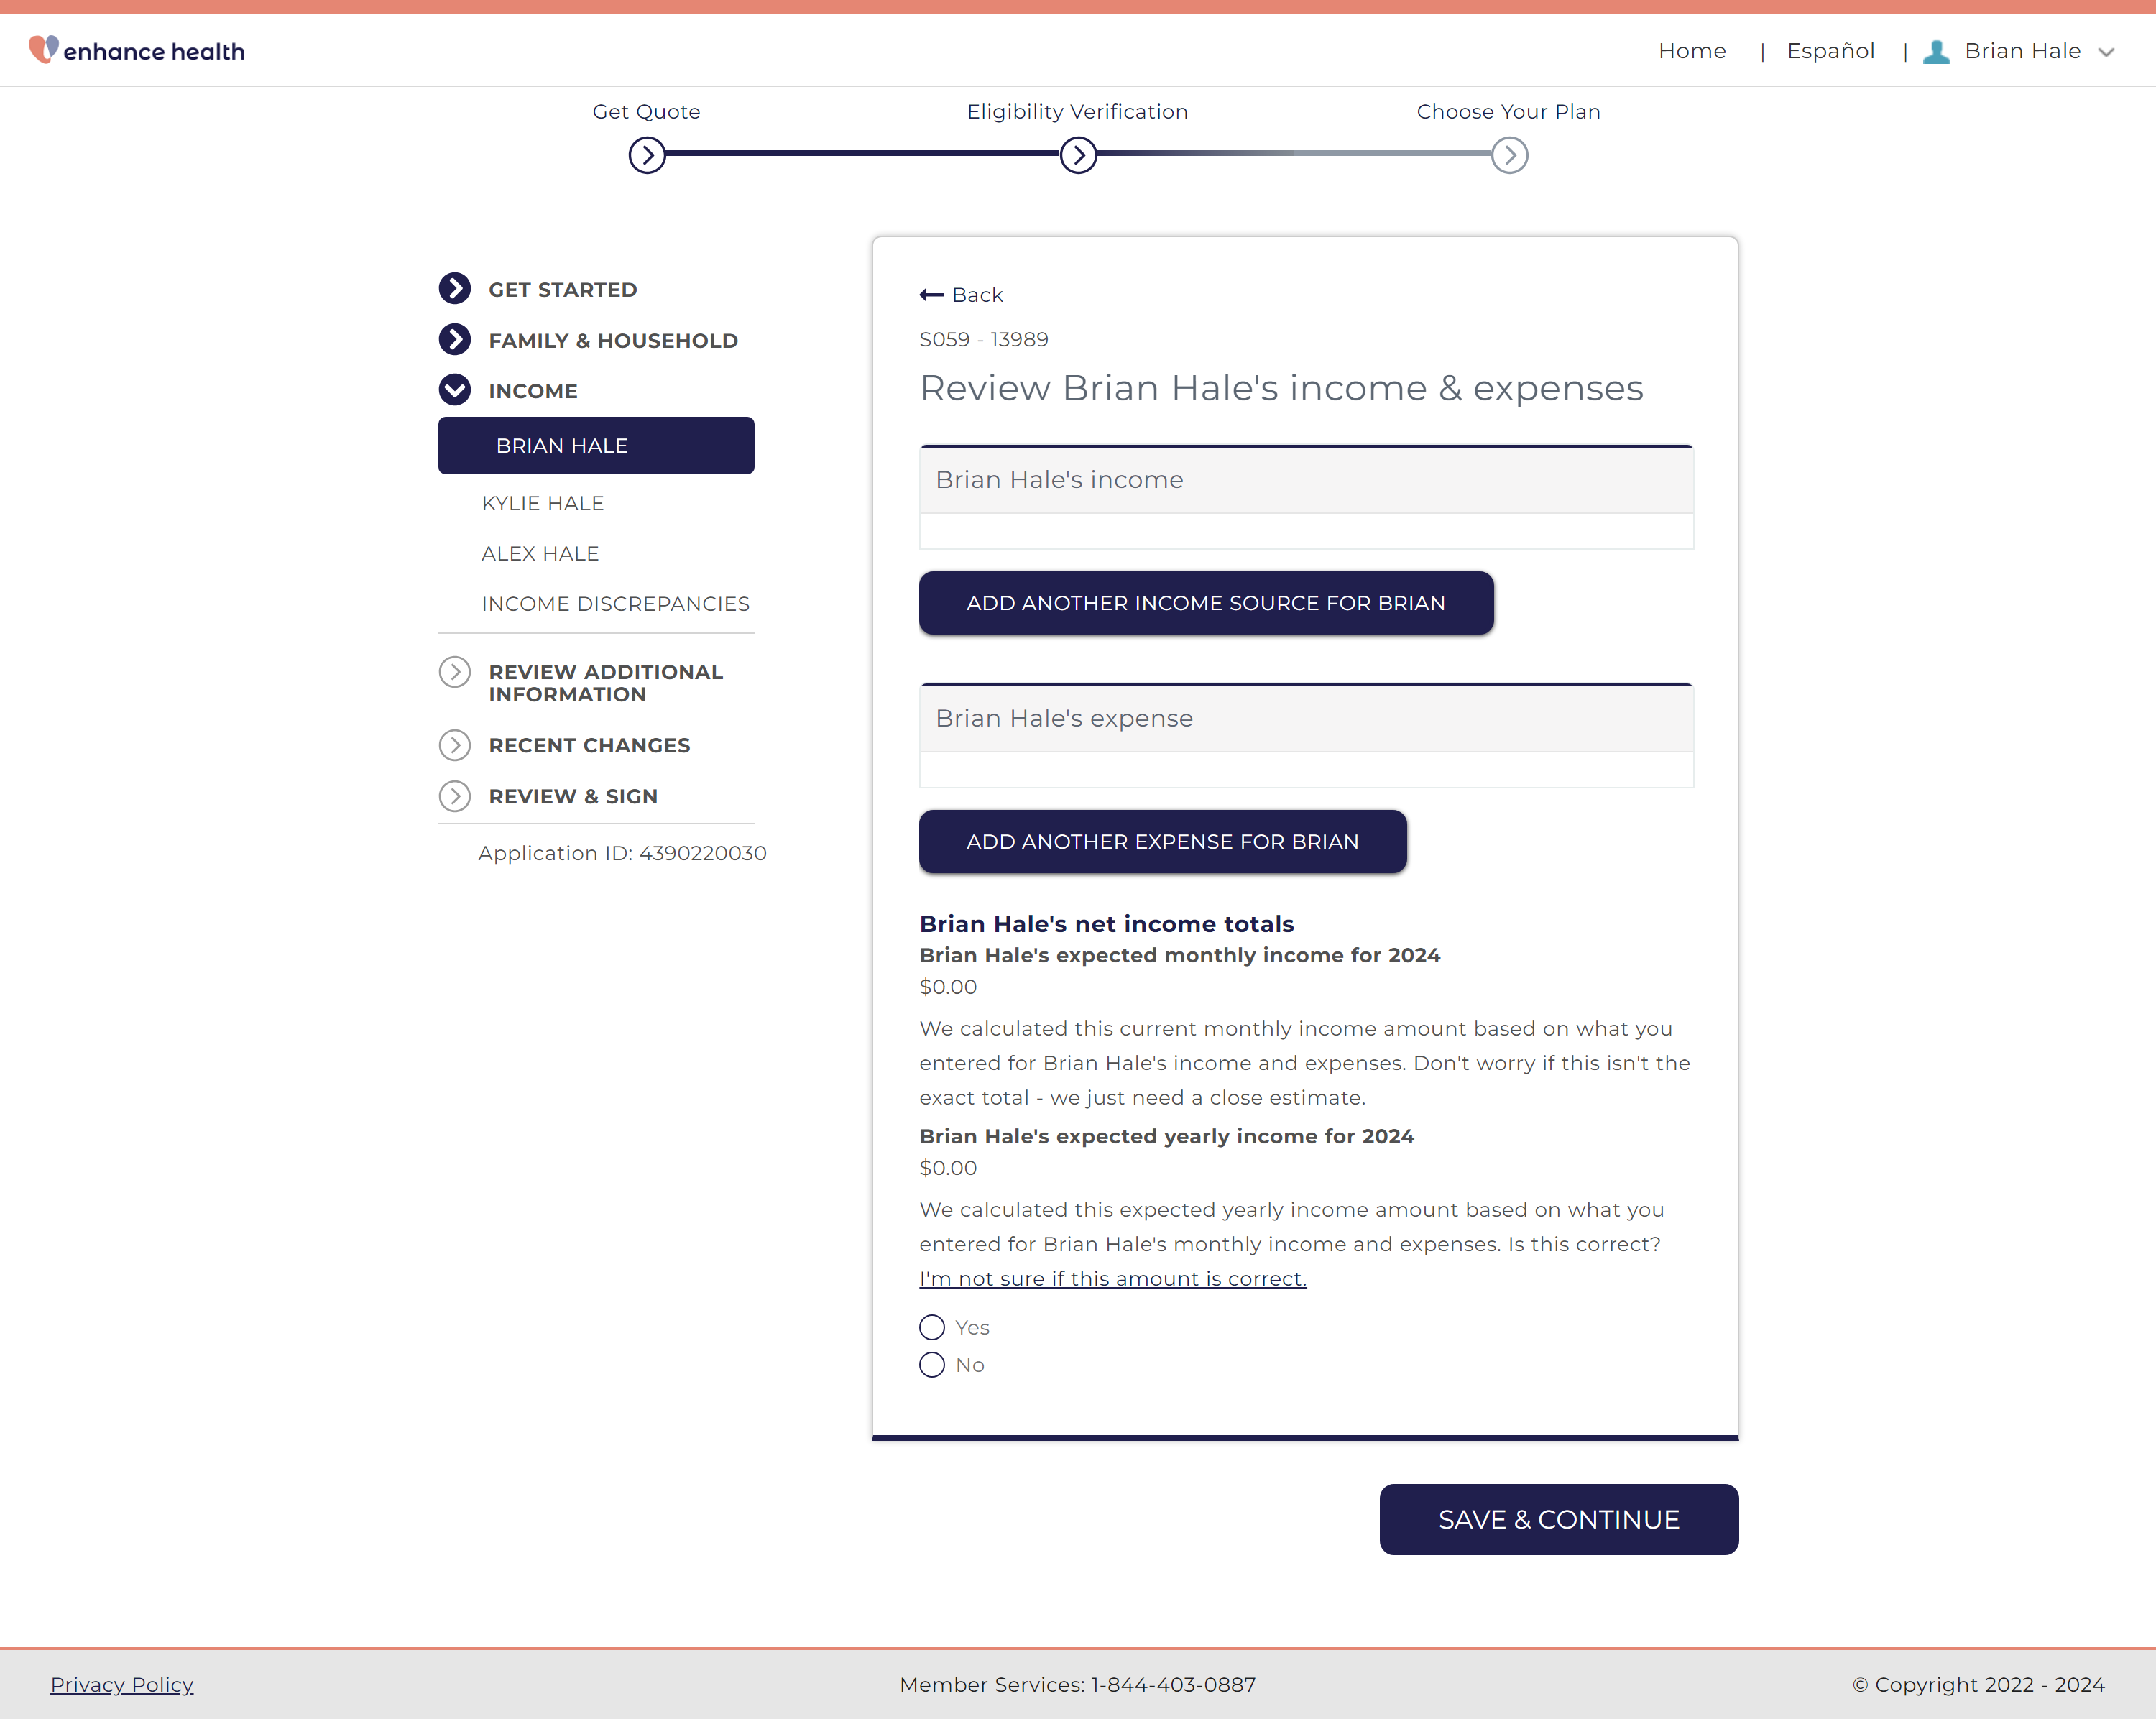 enhance health
Home | Español | Brian Hale
Get Quote
Eligibility Verification
Choose Your Plan
GET STARTED
FAMILY & HOUSEHOLD
INCOME
BRIAN HALE
KYLIE HALE
ALEX HALE
INCOME DISCREPANCIES
REVIEW ADDITIONAL
INFORMATION
RECENT CHANGES
REVIEW & SIGN
Application ID: 4390220030
Back
S059 - 13989
Review Brian Hale's income & expenses
Brian Hale's income
ADD ANOTHER INCOME SOURCE FOR BRIAN
Brian Hale's expense
ADD ANOTHER EXPENSE FOR BRIAN
Brian Hale's net income totals
Brian Hale's expected monthly income for 2024
$0.00
We calculated this current monthly income amount based on what you
entered for Brian Hale's income and expenses. Don't worry if this isn't the
exact total - we just need a close estimate.
Brian Hale's expected yearly income for 2024
$0.00
We calculated this expected yearly income amount based on what you
entered for Brian Hale's monthly income and expenses. Is this correct?
I'm not sure if this amount is correct.
Yes
No
SAVE & CONTINUE
Privacy Policy
Member Services: 1-844-403-0887
© Copyright 2022 - 2024